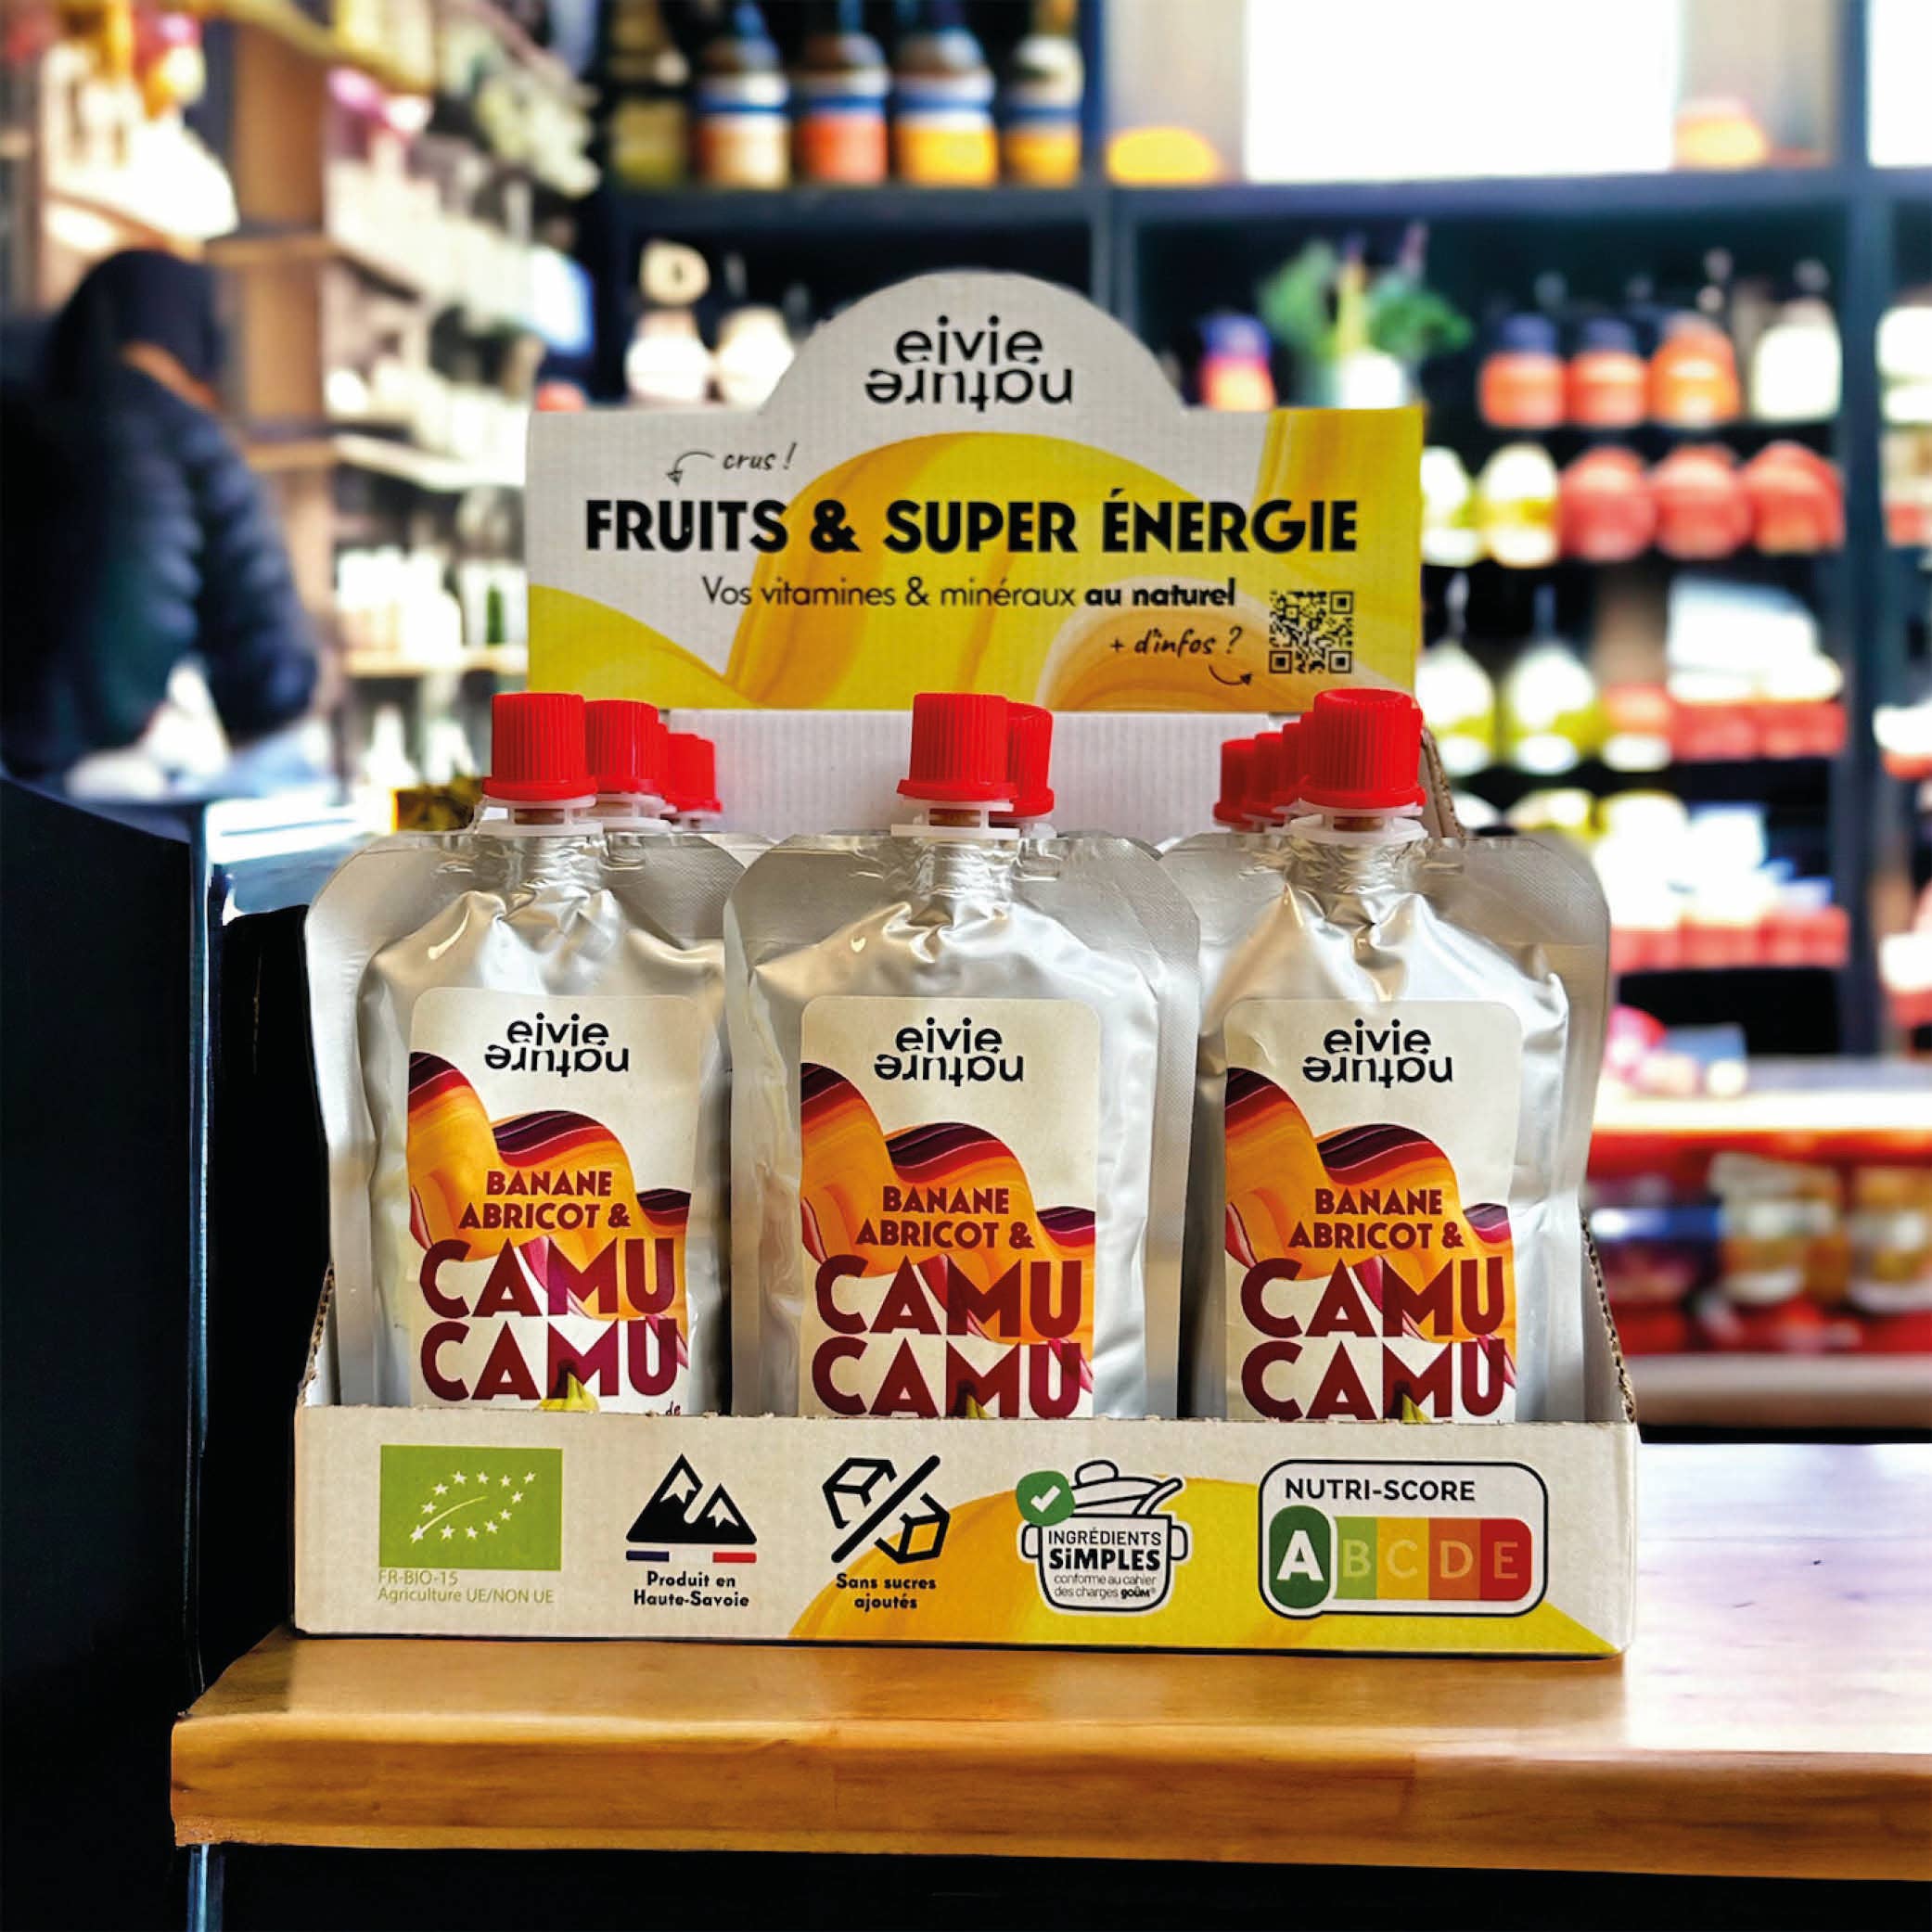 eivie
nature
crus !
FRUITS & SUPER ÉNERGIE
Vos vitamines & minéraux au naturel
+ d'infos ?
eivie
nature
BANANE
ABRICOT &
CAMU
CAMU
de
eivie
nature
BANANE
ABRICOT &
CAMU
CAMU
eivie
nature
BANANE
ABRICOT &
CAMU
CAMU
FR-BIO-15
Agriculture UE/NON UE
Produit en
Haute-Savoie
Sans sucres
ajoutés
INGRÉDIENTS
SiMPLES
conforme au cahier
des charges goûm®
NUTRI-SCORE
A B C D E